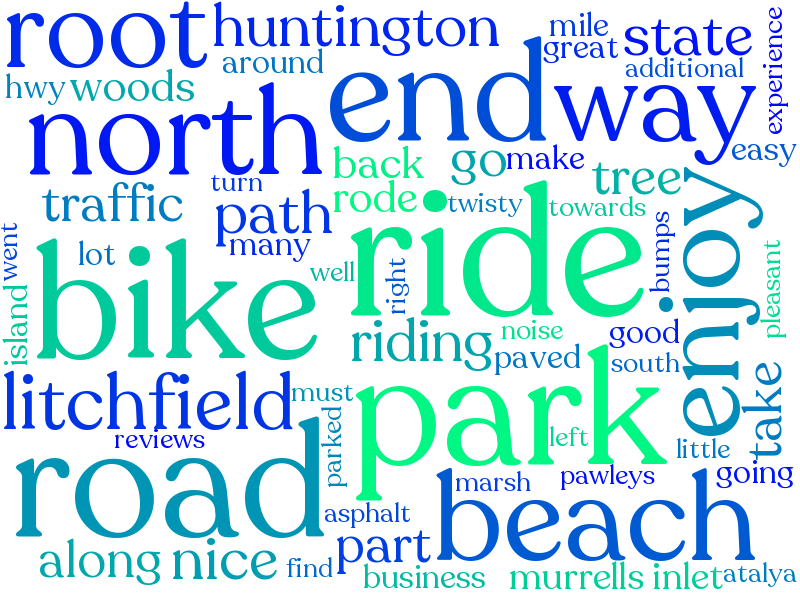 root
huntington
mile
great
state
experience
hwy
woods
around
end
way
additional
north
back
go
make
easy
traffic
turn
path
rode
twisty
tree
towards
many
went
lot
bike
well
right
ride
bumps
enjoy
pleasant
island
riding
noise
paved
good
south
litchfield
must
park
take
reviews
parked
left
little
road
marsh
pawleys
going
asphalt
beach
along
nice
find
part
business
murrells inlet
atalya